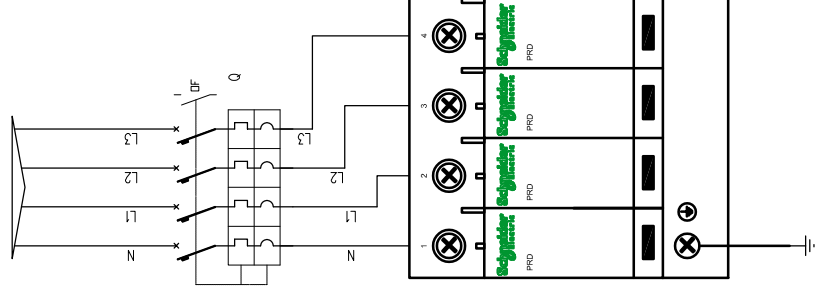 OF
Q
L3
L3
L2
L2
L1
L1
N
N
4
Schneider
Electric
PRD
3
Schneider
Electric
PRD
2
Schneider
Electric
PRD
1
Schneider
Electric
PRD